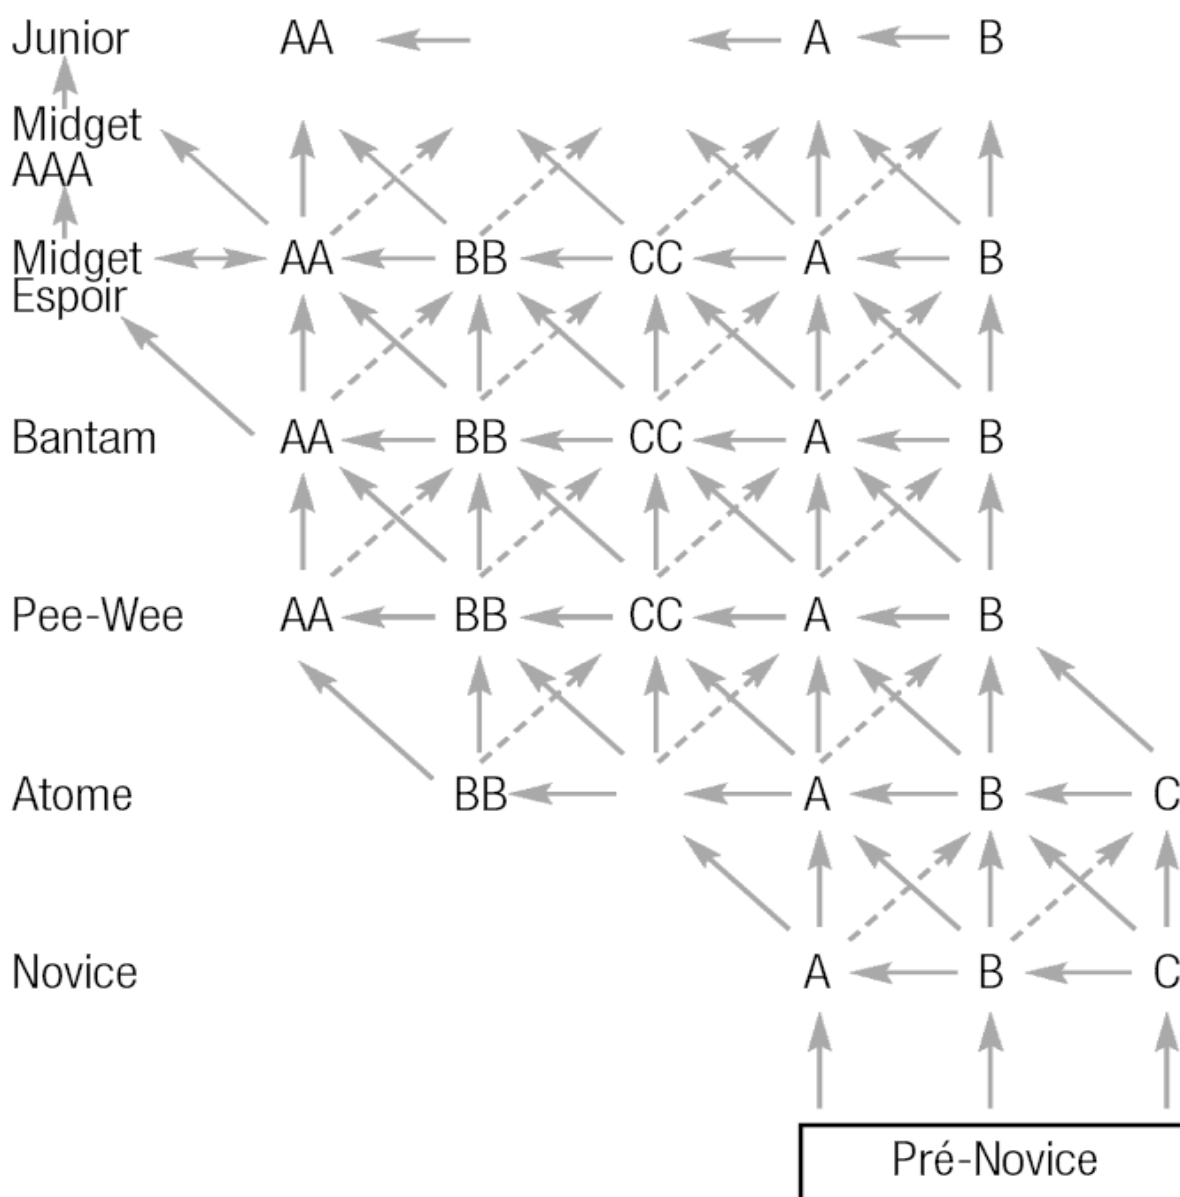 Junior AA A B
Midget
AAA
Midget AA BB CC A B
Espoir
Bantam AA BB CC A B
Pee-Wee AA BB CC A B
Atome BB A B C
Novice A B C
Pré-Novice